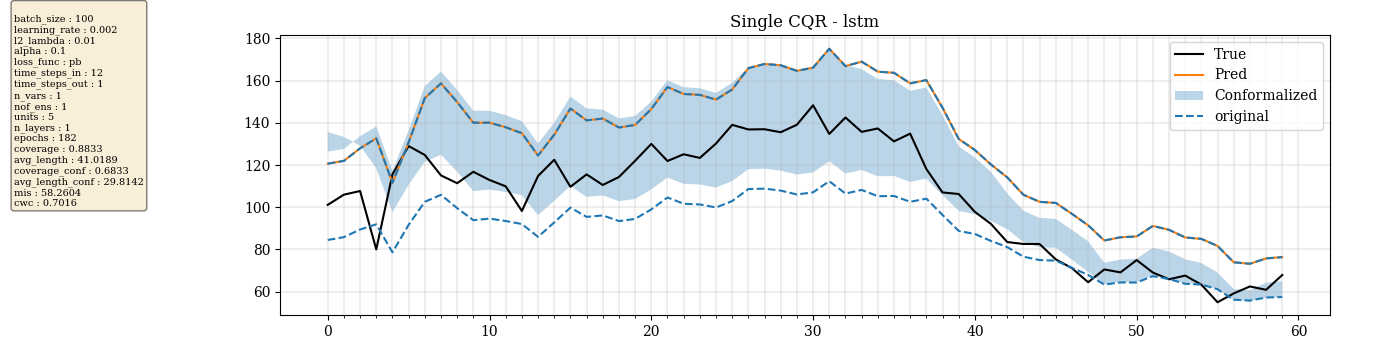 Single CQR - lstm
batch_size : 100
learning_rate : 0.002
l2_lambda : 0.01
alpha : 0.1
loss_func : pb
time_steps_in : 12
time_steps_out : 1
n_vars : 1
nof_ens : 1
units : 5
n_layers : 1
epochs : 182
coverage : 0.8833
avg_length : 41.0189
coverage_conf : 0.6833
avg_length_conf : 29.8142
mis : 58.2604
cwc : 0.7016
180
160
140
120
100
80
60
True
Pred
Conformalized
original
0 10 20 30 40 50 60